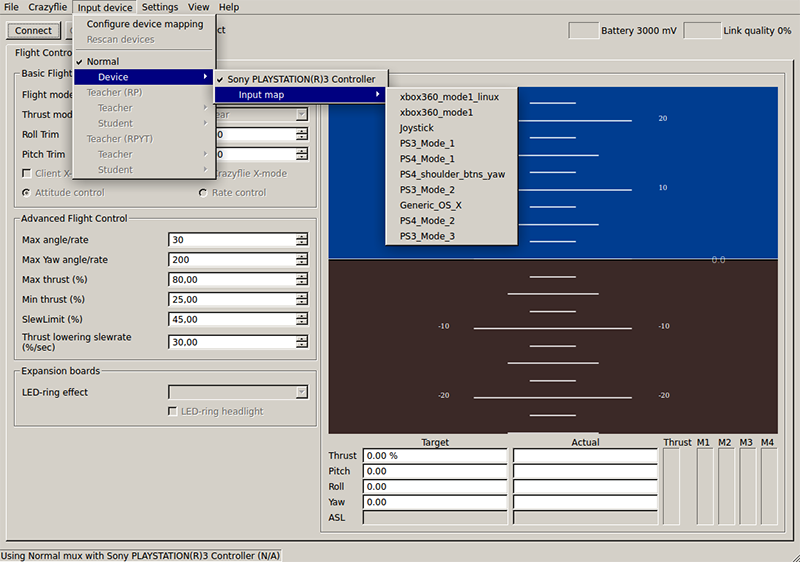 File Crazyflie Input device Settings View Help
Connect ct Battery 3000 mV Link quality 0%
Configure device mapping
Rescan devices
Normal
Device
Teacher (RP)
Teacher
Student
Teacher (RPYT)
Teacher
Student
Sony PLAYSTATION(R)3 Controller
Input map
xbox360_mode1_linux
xbox360_mode1
Joystick
PS3_Mode_1
PS4_Mode_1
PS4_shoulder_btns_yaw
PS3_Mode_2
Generic_OS_X
PS4_Mode_2
PS3_Mode_3
Flight Contro
Basic Flight
Flight mode
Thrust mod ear
Roll Trim 0
Pitch Trim 0
Client X- razyflie X-mode
Attitude control Rate control
Advanced Flight Control
Max angle/rate 30
Max Yaw angle/rate 200
Max thrust (%) 80,00
Min thrust (%) 25,00
SlewLimit (%) 45,00
Thrust lowering slewrate
(%/sec) 30,00
Expansion boards
LED-ring effect
LED-ring headlight
20
10
0.0
-10 -10
-20 -20
Target Actual Thrust M1 M2 M3 M4
Thrust 0.00 %
Pitch 0.00
Roll 0.00
Yaw 0.00
ASL
Using Normal mux with Sony PLAYSTATION(R)3 Controller (N/A)